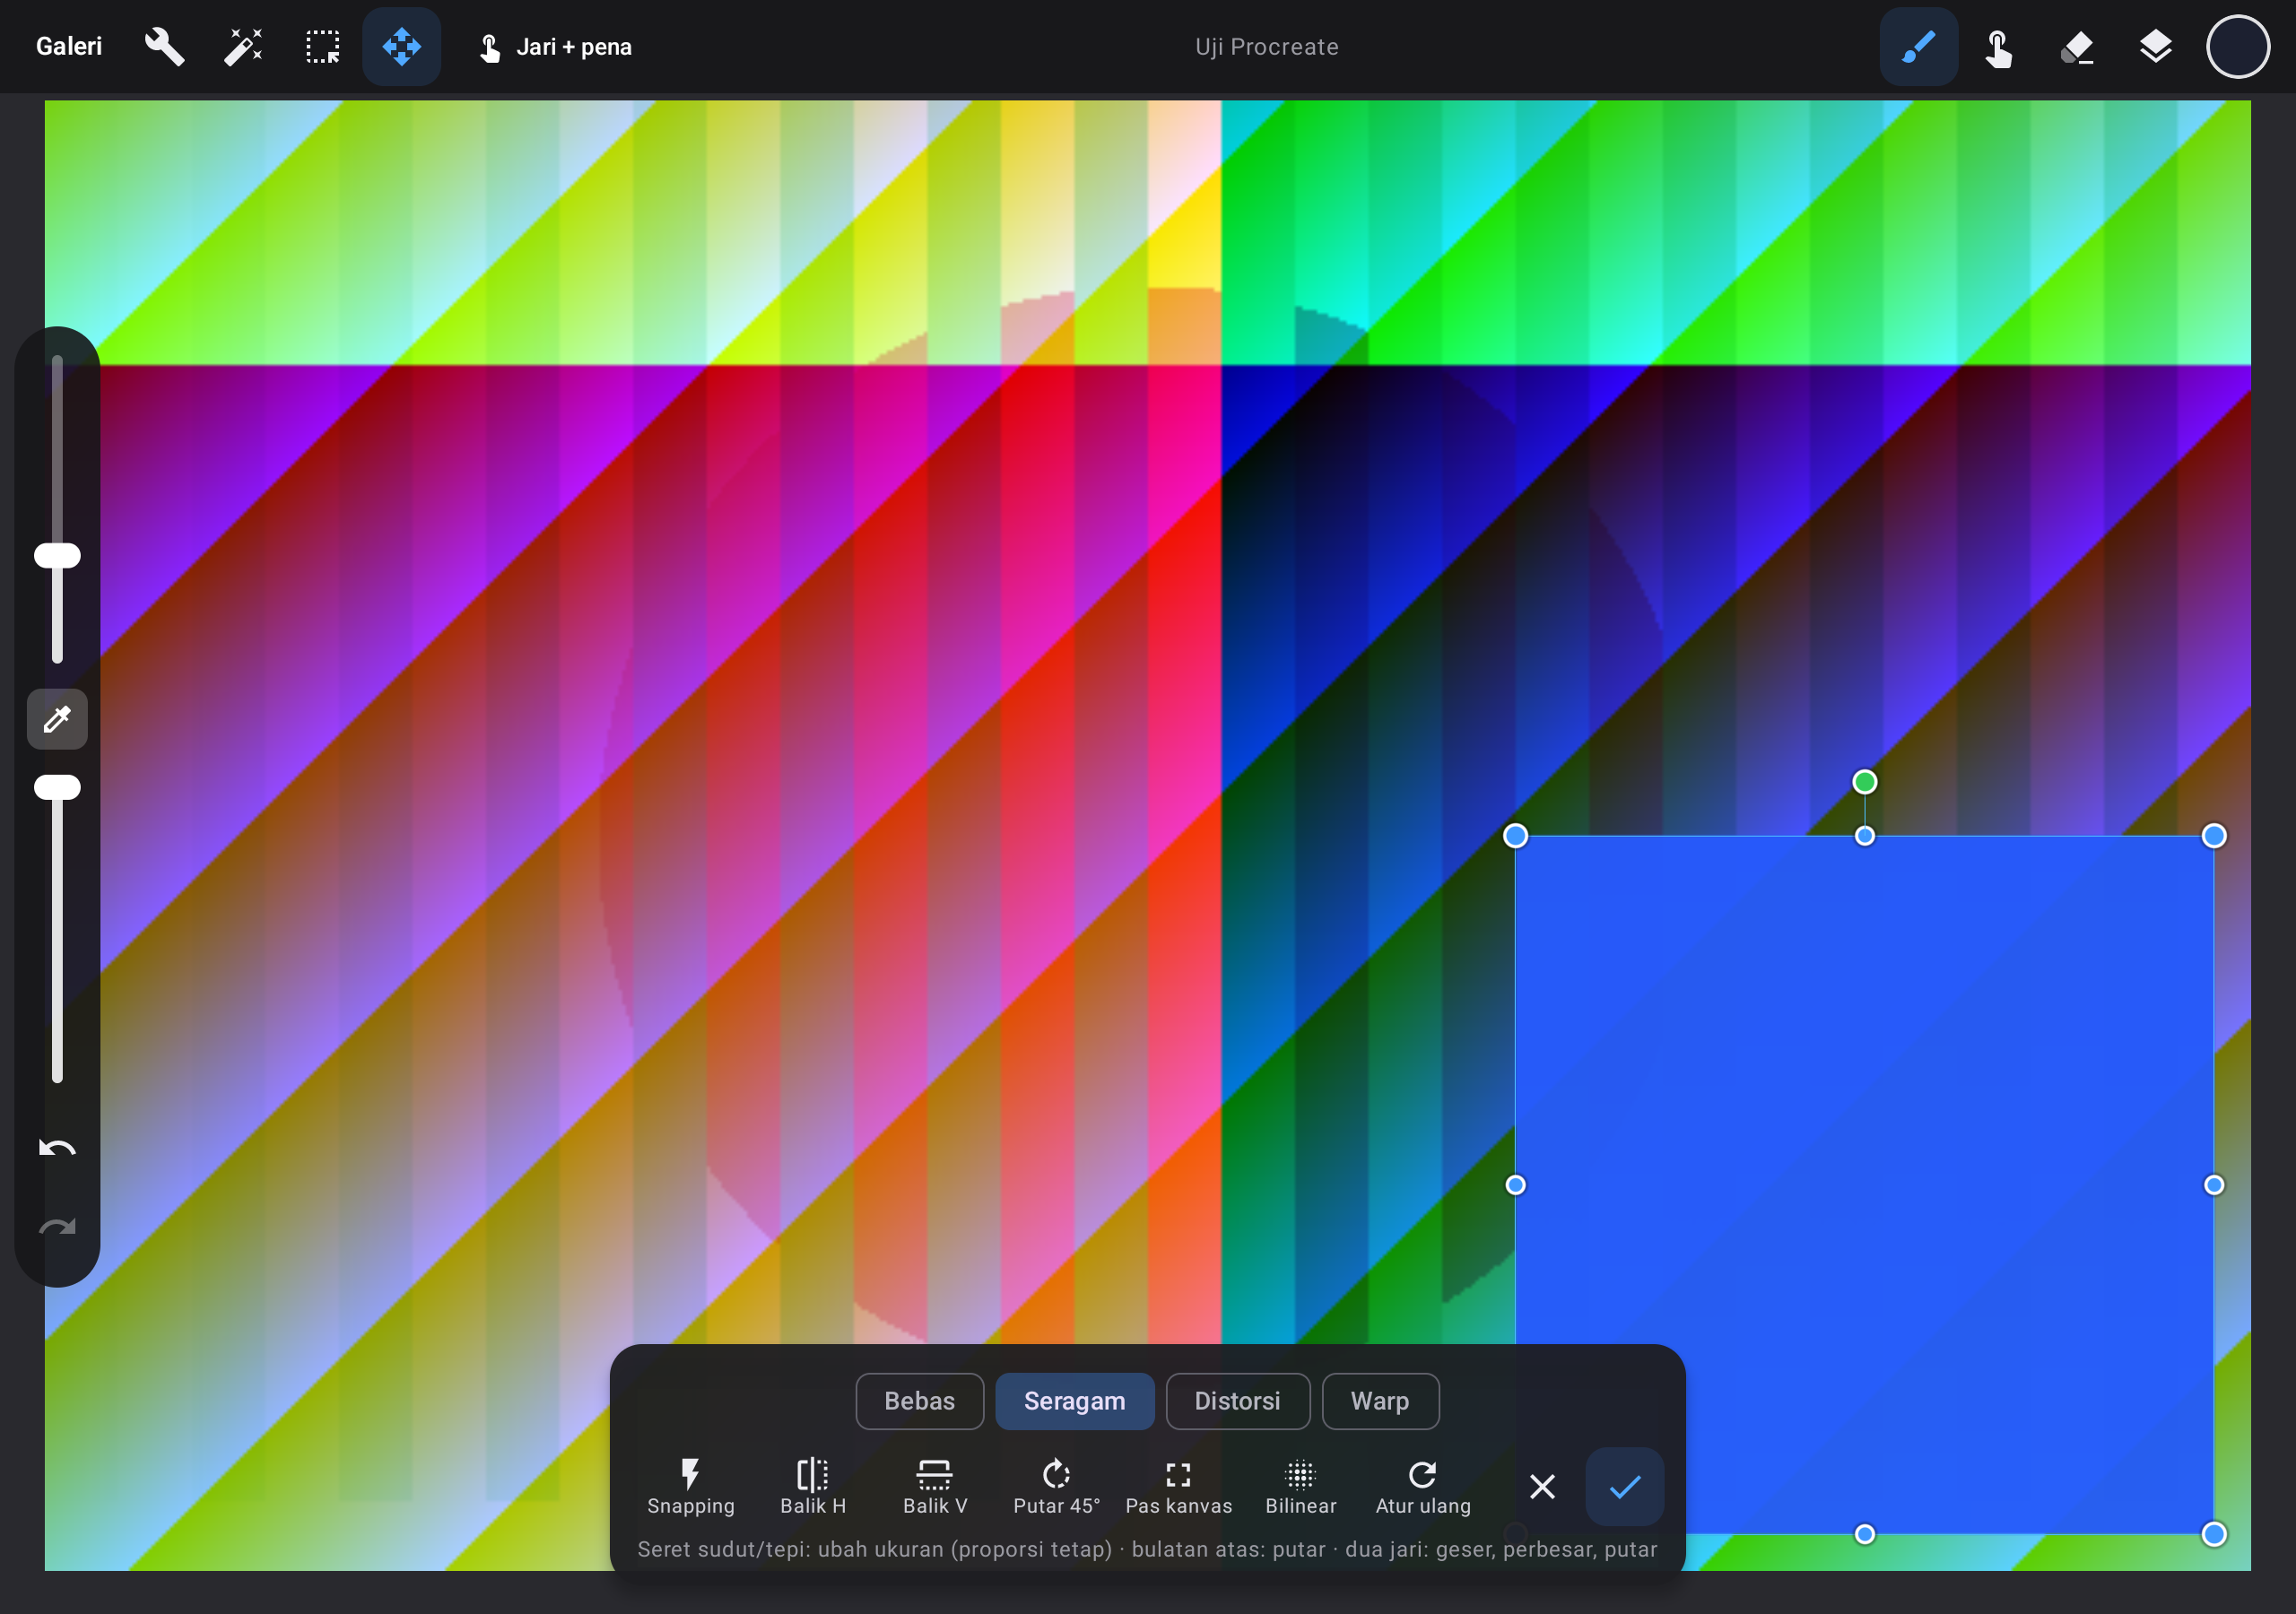 Galeri
Jari + pena
Uji Procreate
Bebas
Seragam
Distorsi
Warp
Snapping
Balik H
Balik V
Putar 45°
Pas kanvas
Bilinear
Atur ulang
Seret sudut/tepi: ubah ukuran (proporsi tetap) · bulatan atas: putar · dua jari: geser, perbesar, putar